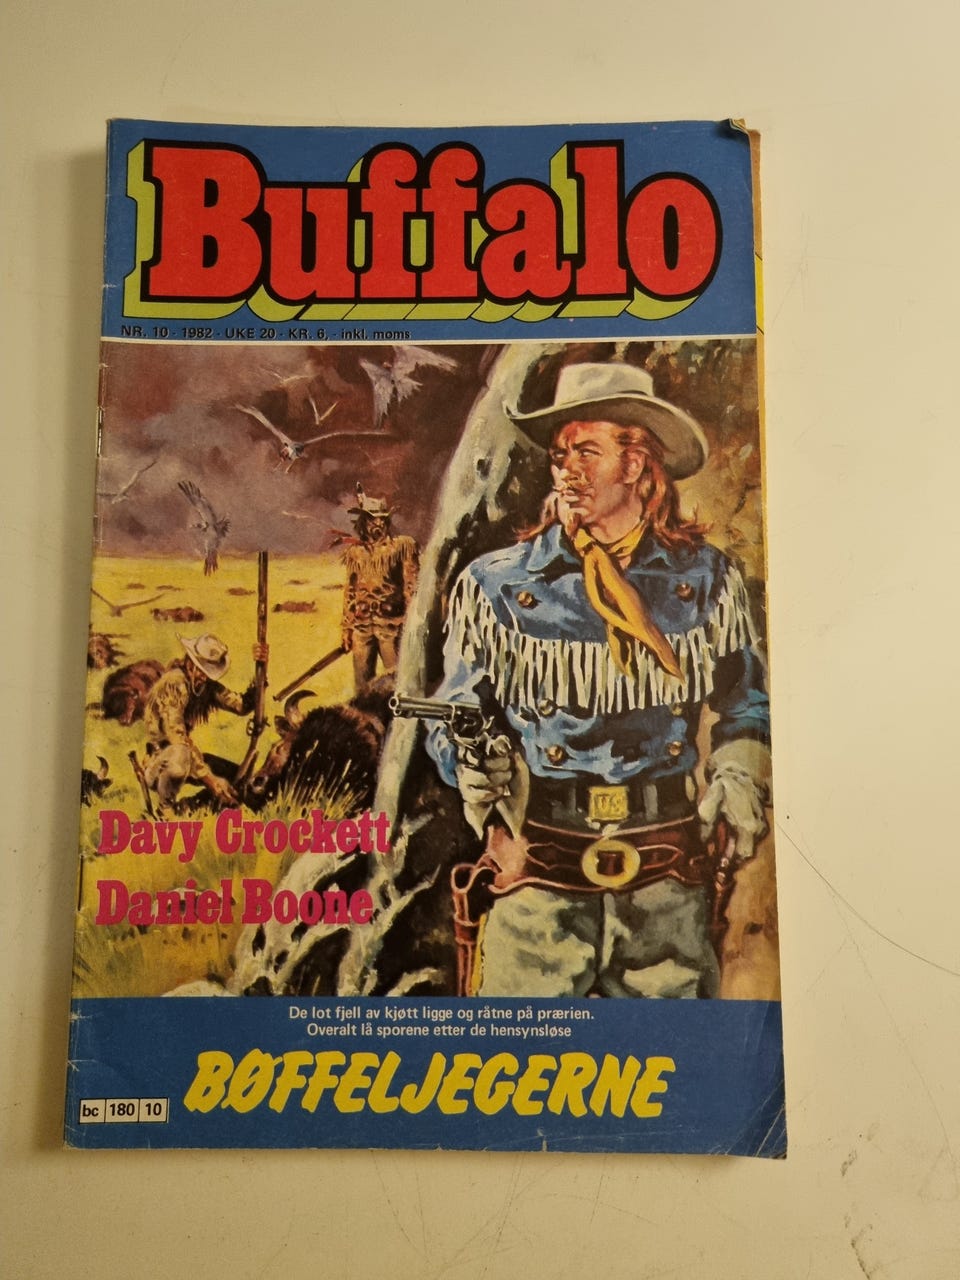 Buffalo
NR. 10 - 1982 - UKE 20 - KR. 6,- inkl. moms
US
Davy Crockett
Daniel Boone
De lot fjell av kjøtt ligge og råtne på prærien.
Overalt lå sporene etter de hensynsløse
BØFFELJEGERNE
bc 180 10